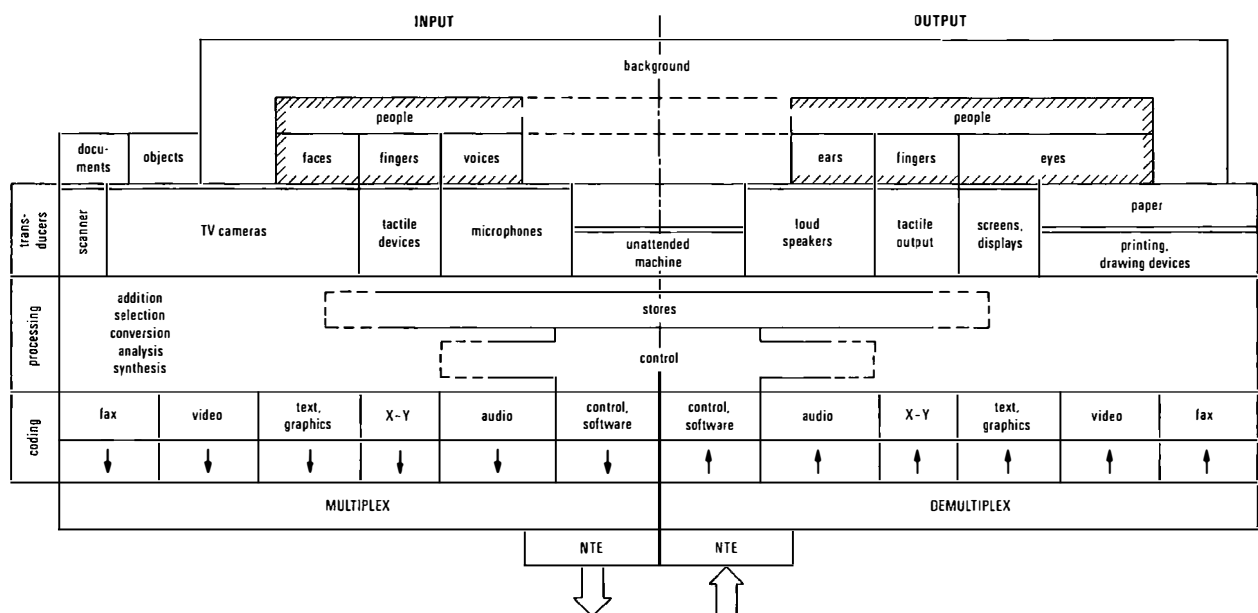 INPUT
OUTPUT
background
people
people
docu-
ments
objects
faces
fingers
voices
ears
fingers
eyes
trans-
ducers
scanner
TV cameras
tactile
devices
microphones
unattended
machine
loud
speakers
tactile
output
screens,
displays
paper
printing,
drawing devices
processing
addition
selection
conversion
analysis
synthesis
stores
control
coding
fax
video
text,
graphics
X-Y
audio
control,
software
control,
software
audio
X-Y
text,
graphics
video
fax
MULTIPLEX
DEMULTIPLEX
NTE
NTE